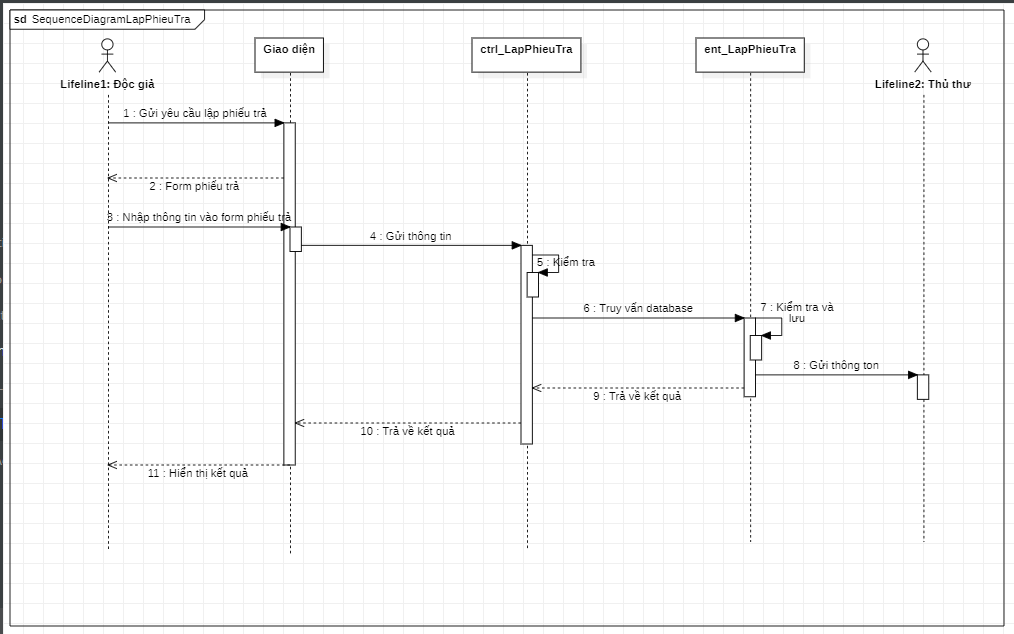 sd SequenceDiagramLapPhieuTra
Giao diện
ctrl_LapPhieuTra
ent_LapPhieuTra
Lifeline1: Độc giả
Lifeline2: Thủ thư
1 : Gửi yêu cầu lập phiếu trả
2 : Form phiếu trả
3 : Nhập thông tin vào form phiếu trả
4 : Gửi thông tin
5 : Kiểm tra
6 : Truy vấn database
7 : Kiểm tra và
lưu
8 : Gửi thông ton
9 : Trả về kết quả
10 : Trả về kết quả
11 : Hiển thị kết quả